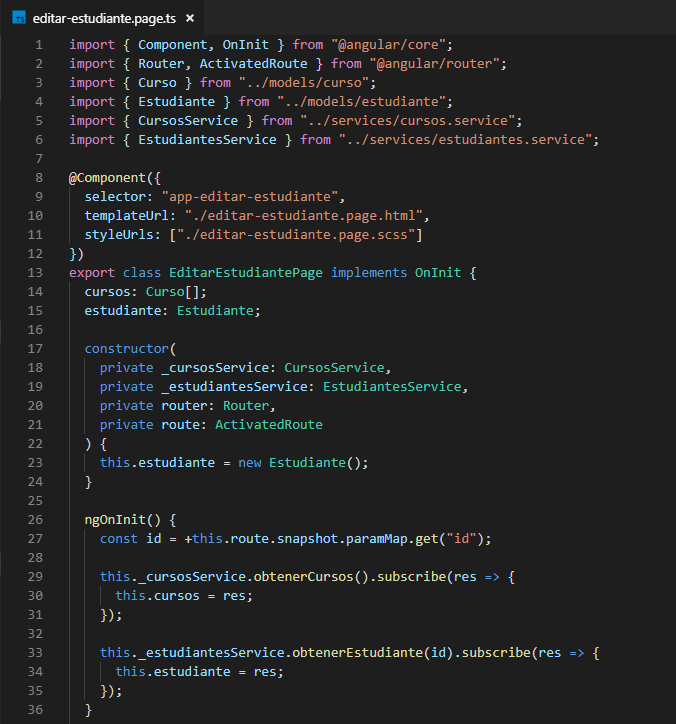 TS editar-estudiante.page.ts ×
1 import { Component, OnInit } from "@angular/core";
2 import { Router, ActivatedRoute } from "@angular/router";
3 import { Curso } from "../models/curso";
4 import { Estudiante } from "../models/estudiante";
5 import { CursosService } from "../services/cursos.service";
6 import { EstudiantesService } from "../services/estudiantes.service";
7
8 @Component({
9   selector: "app-editar-estudiante",
10   templateUrl: "./editar-estudiante.page.html",
11   styleUrls: ["./editar-estudiante.page.scss"]
12 })
13 export class EditarEstudiantePage implements OnInit {
14   cursos: Curso[];
15   estudiante: Estudiante;
16
17   constructor(
18     private _cursosService: CursosService,
19     private _estudiantesService: EstudiantesService,
20     private router: Router,
21     private route: ActivatedRoute
22   ) {
23     this.estudiante = new Estudiante();
24   }
25
26   ngOnInit() {
27     const id = +this.route.snapshot.paramMap.get("id");
28
29     this._cursosService.obtenerCursos().subscribe(res => {
30       this.cursos = res;
31     });
32
33     this._estudiantesService.obtenerEstudiante(id).subscribe(res => {
34       this.estudiante = res;
35     });
36   }